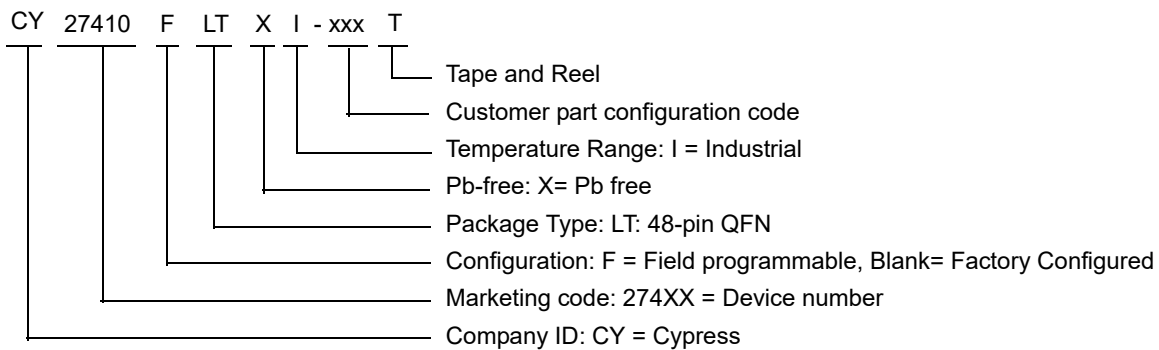 CY 27410 F LT X I - xxx T
Tape and Reel
Customer part configuration code
Temperature Range: I = Industrial
Pb-free: X= Pb free
Package Type: LT: 48-pin QFN
Configuration: F = Field programmable, Blank= Factory Configured
Marketing code: 274XX = Device number
Company ID: CY = Cypress